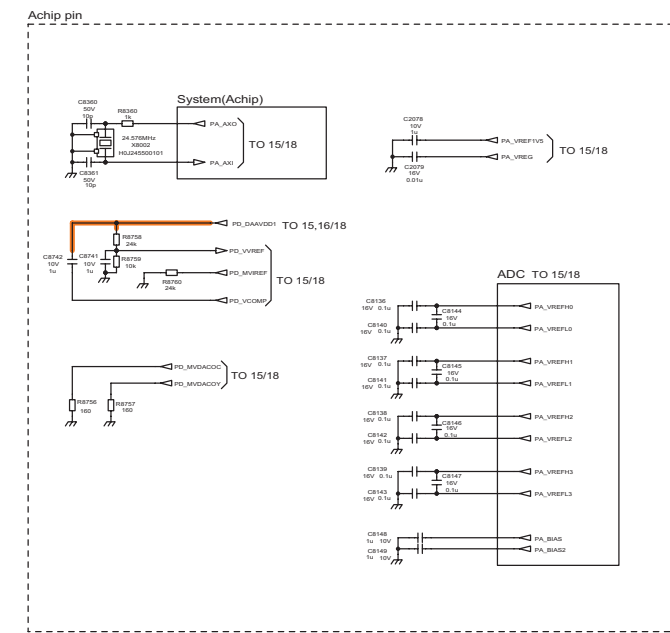 Achip pin
System(Achip)
C8360
50V
10p
R8360
1k
PA_AXO
24.576MHz
X8002
H0J245500101
TO 15/18
PA_AXI
C8361
50V
10p
C2078
10V
1u
PA_VREF1V5
TO 15/18
PA_VREG
C2079
16V
0.01u
PD_DAAVDD1 TO 15,16/18
R8758
24k
PD_VVREF
C8742
10V
1u
C8741
10V
1u
R8759
10k
PD_MVIREF
R8760
24k
TO 15/18
PD_VCOMP
PD_MVDACOC
TO 15/18
PD_MVDACOY
R8756
160
R8757
160
ADC TO 15/18
C8136
16V 0.1u
PA_VREFH0
C8144
16V
0.1u
C8140
16V 0.1u
PA_VREFL0
C8137
16V 0.1u
PA_VREFH1
C8145
16V
0.1u
C8141
16V 0.1u
PA_VREFL1
C8138
16V 0.1u
PA_VREFH2
C8146
16V
0.1u
C8142
16V 0.1u
PA_VREFL2
C8139
16V 0.1u
PA_VREFH3
C8147
16V
0.1u
C8143
16V 0.1u
PA_VREFL3
C8148
1u 10V
PA_BIAS
C8149
1u 10V
PA_BIAS2